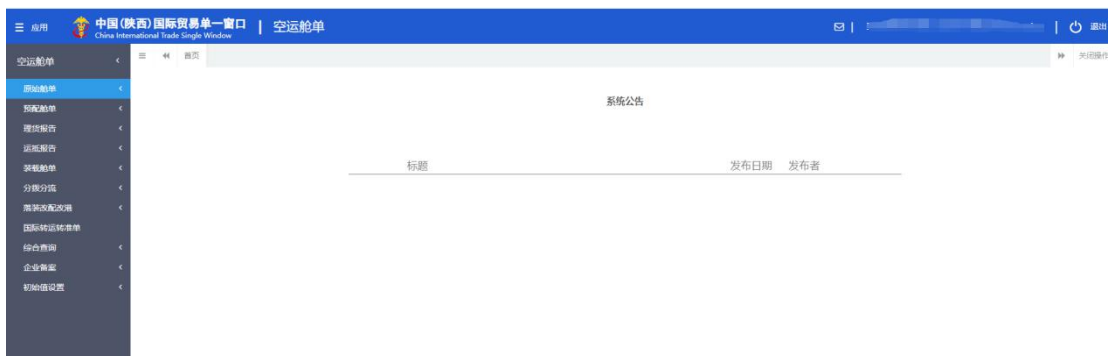 ☰ 应用
中国(陕西)国际贸易单一窗口 | 空运舱单
China International Trade Single Window
退出
空运舱单
首页
关闭操作
原始舱单
预配舱单
理货报告
运抵报告
装载舱单
分拨分流
落装改配改港
国际转运转准单
综合查询
企业备案
初始值设置
系统公告
标题 发布日期 发布者